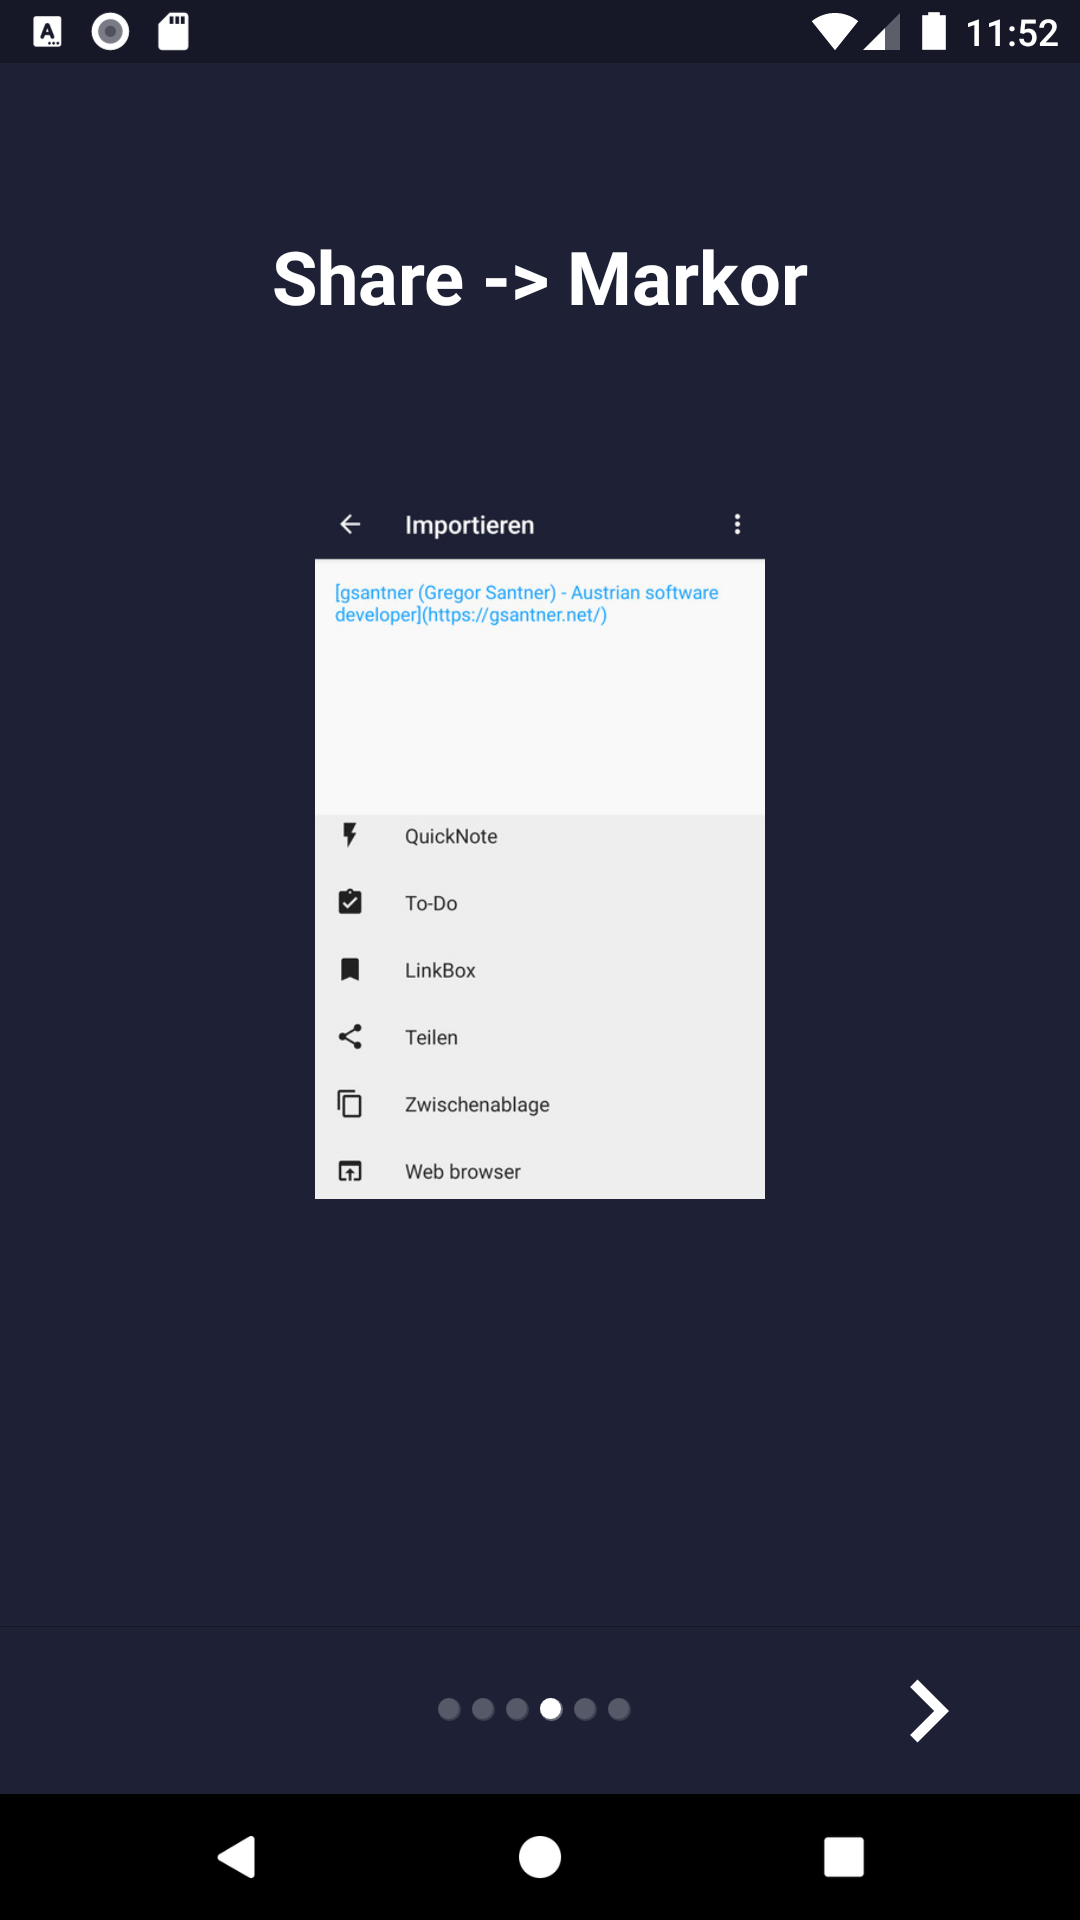 11:52
Share -> Markor
Importieren
[gsantner (Gregor Santner) - Austrian software
developer](https://gsantner.net/)
QuickNote
To-Do
LinkBox
Teilen
Zwischenablage
Web browser